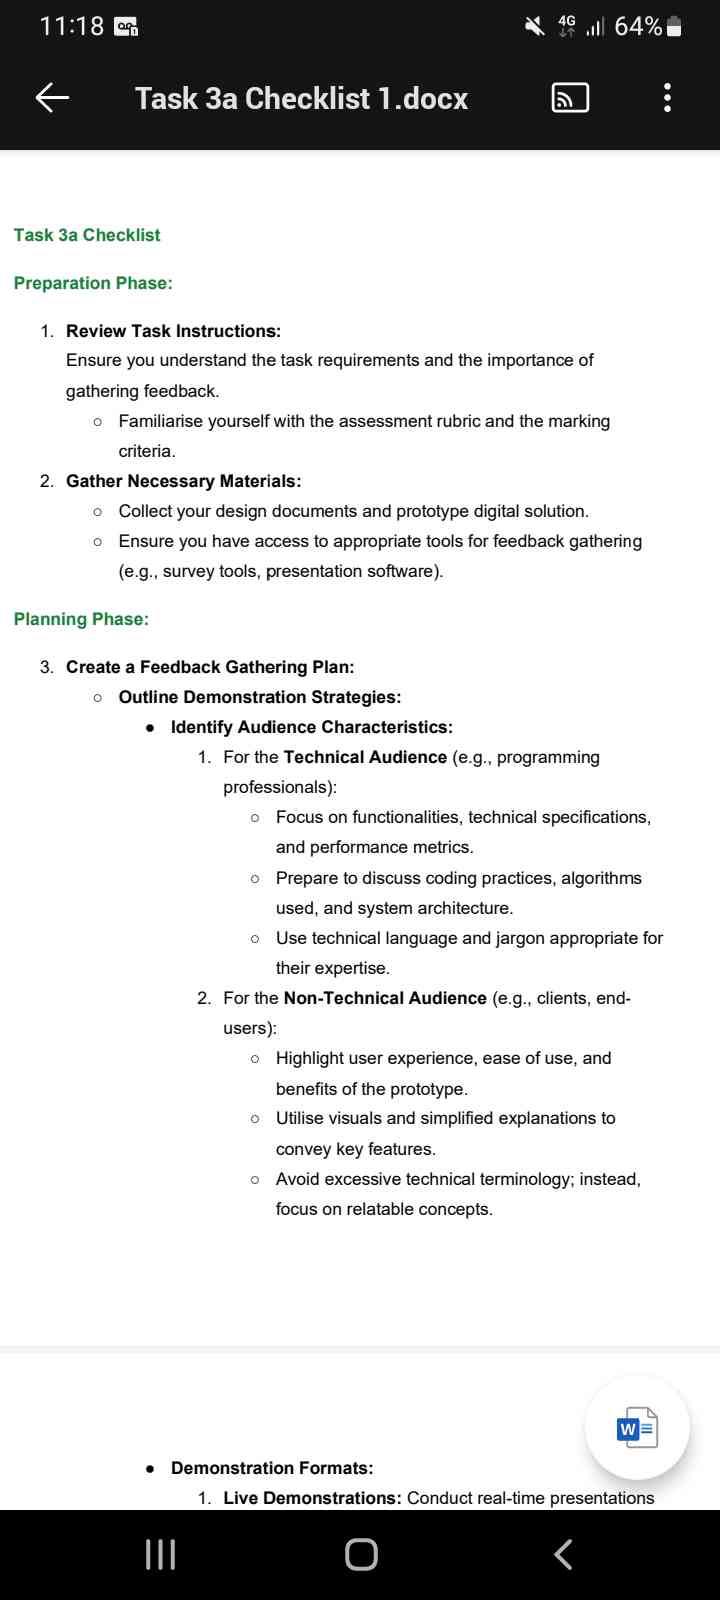 11:18
4G 64%
Task 3a Checklist 1.docx
Task 3a Checklist
Preparation Phase:
1. Review Task Instructions:
Ensure you understand the task requirements and the importance of
gathering feedback.
○ Familiarise yourself with the assessment rubric and the marking
criteria.
2. Gather Necessary Materials:
○ Collect your design documents and prototype digital solution.
○ Ensure you have access to appropriate tools for feedback gathering
(e.g., survey tools, presentation software).
Planning Phase:
3. Create a Feedback Gathering Plan:
○ Outline Demonstration Strategies:
● Identify Audience Characteristics:
1. For the Technical Audience (e.g., programming
professionals):
○ Focus on functionalities, technical specifications,
and performance metrics.
○ Prepare to discuss coding practices, algorithms
used, and system architecture.
○ Use technical language and jargon appropriate for
their expertise.
2. For the Non-Technical Audience (e.g., clients, end-
users):
○ Highlight user experience, ease of use, and
benefits of the prototype.
○ Utilise visuals and simplified explanations to
convey key features.
○ Avoid excessive technical terminology; instead,
focus on relatable concepts.
W
● Demonstration Formats:
1. Live Demonstrations: Conduct real-time presentations